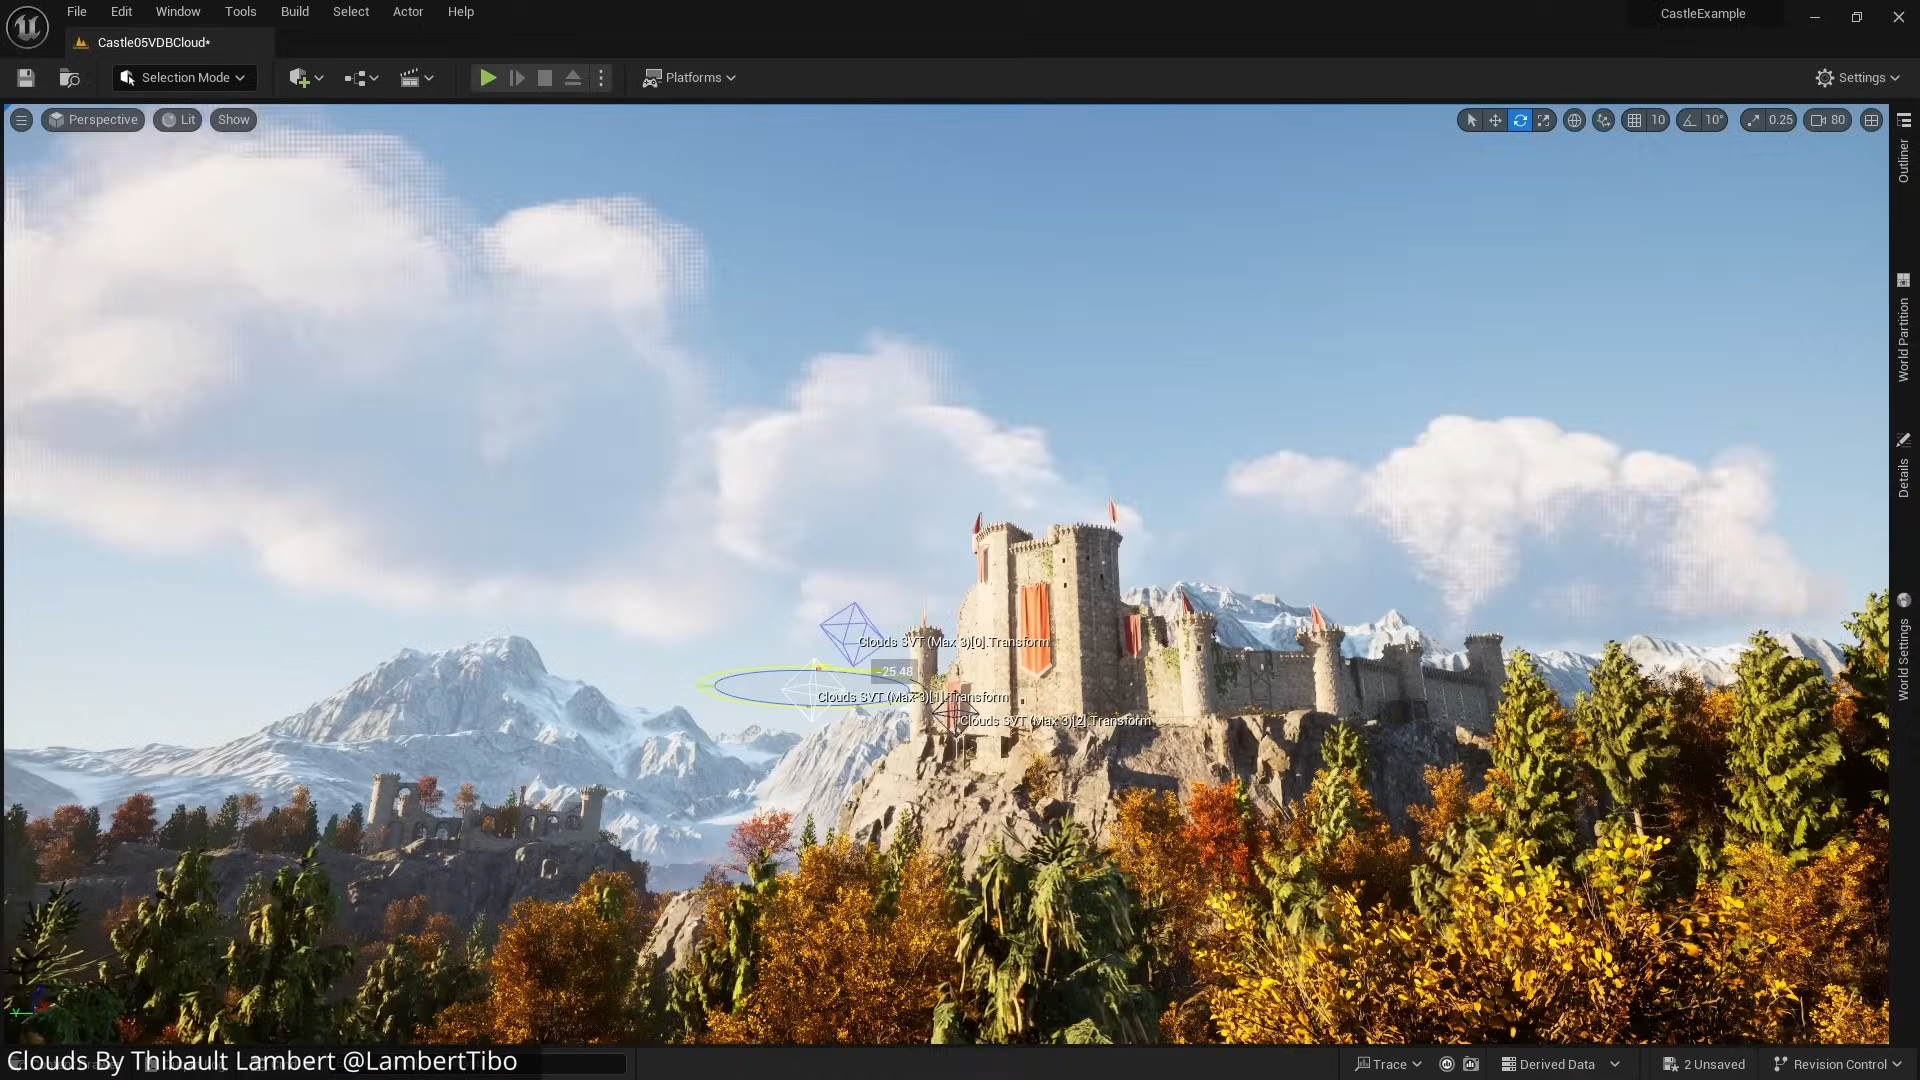 File Edit Window Tools Build Select Actor Help
CastleExample
Castle05VDBCloud*
Selection Mode
Platforms
Settings
Perspective Lit Show
10 10° 0.25 80
Outliner
World Partition
Details
World Settings
Clouds SVT (Max 3)[0].Transform
-25.48
Clouds SVT (Max 3)[1].Transform
Clouds SVT (Max 3)[2].Transform
Clouds By Thibault Lambert @LambertTibo
Trace Derived Data 2 Unsaved Revision Control